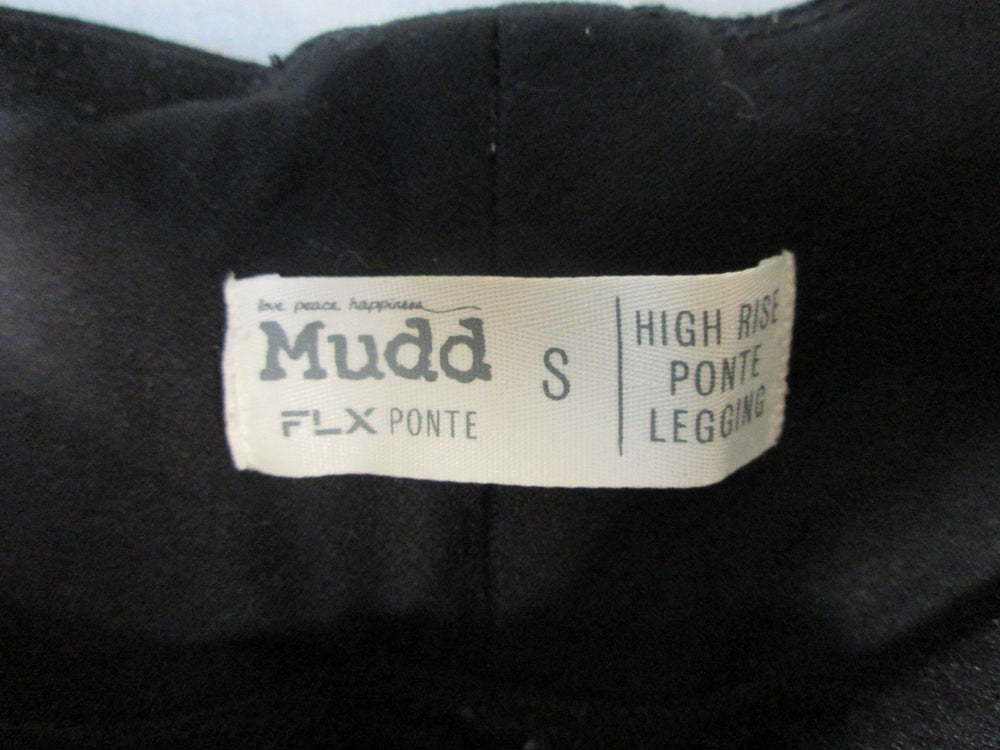 love. peace. happiness
Mudd
FLX PONTE
S
HIGH RISE
PONTE
LEGGING